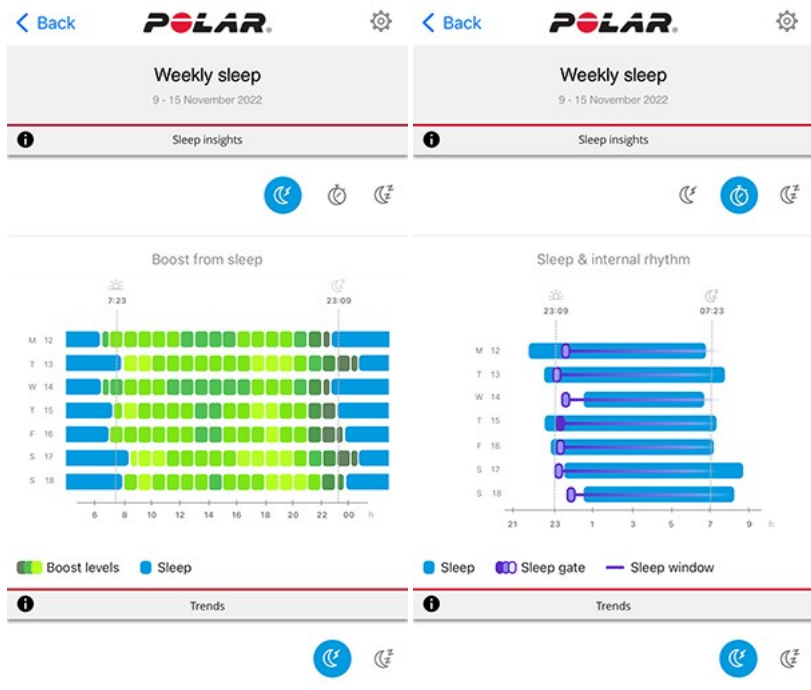 Back
POLAR
Weekly sleep
9 - 15 November 2022
Sleep insights
Boost from sleep
7:23 23:09
M 12
T 13
W 14
T 15
F 16
S 17
S 18
6 8 10 12 14 16 18 20 22 00 h
Boost levels Sleep
Trends
Back
POLAR
Weekly sleep
9 - 15 November 2022
Sleep insights
Sleep & internal rhythm
23:09 07:23
M 12
T 13
W 14
T 15
F 16
S 17
S 18
21 23 1 3 5 7 9 h
Sleep Sleep gate Sleep window
Trends